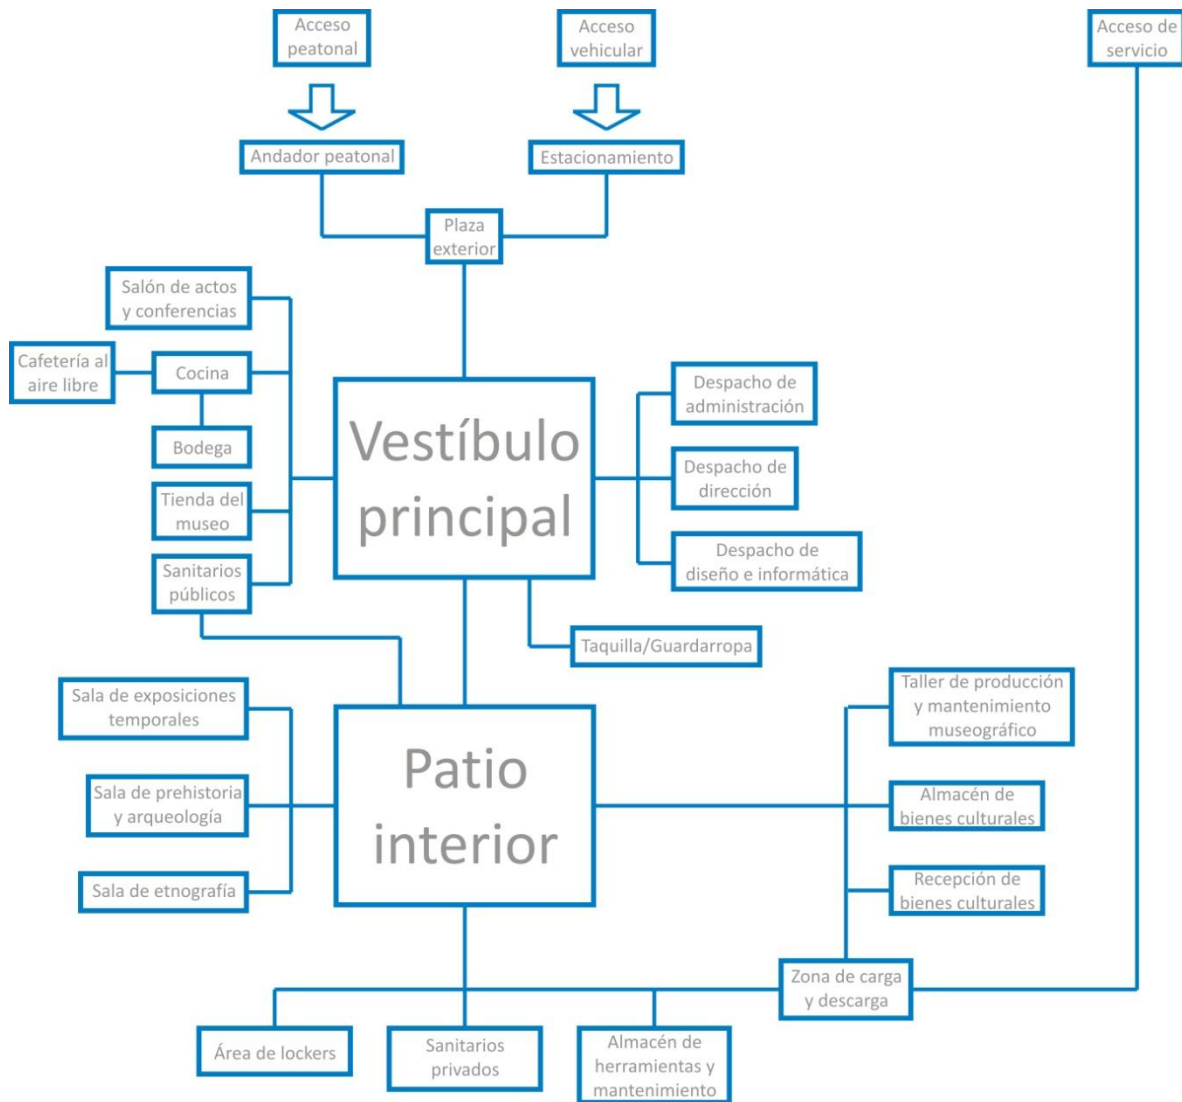 Acceso
peatonal
Acceso
vehicular
Acceso de
servicio
Andador peatonal
Estacionamiento
Plaza
exterior
Salón de actos
y conferencias
Cafetería al
aire libre
Cocina
Bodega
Tienda del
museo
Sanitarios
públicos
Vestíbulo
principal
Despacho de
administración
Despacho de
dirección
Despacho de
diseño e informática
Taquilla/Guardarropa
Sala de exposiciones
temporales
Sala de prehistoria
y arqueología
Sala de etnografía
Patio
interior
Taller de producción
y mantenimiento
museográfico
Almacén de
bienes culturales
Recepción de
bienes culturales
Zona de carga
y descarga
Área de lockers
Sanitarios
privados
Almacén de
herramientas y
mantenimiento